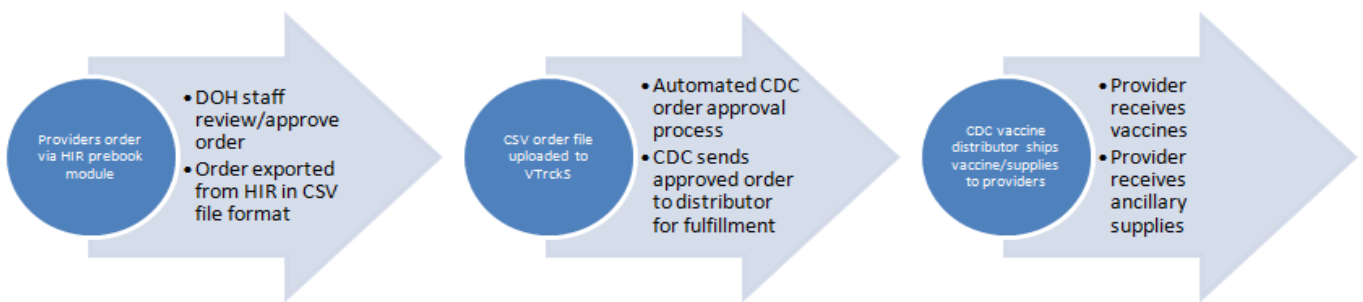 Providers order
via HIR prebook
module
• DOH staff
review/approve
order
• Order exported
from HIR in CSV
file format
CSV order file
uploaded to
VTrckS
• Automated CDC
order approval
process
• CDC sends
approved order
to distributor
for fulfillment
CDC vaccine
distributor ships
vaccine/supplies
to providers
• Provider
receives
vaccines
• Provider
receives
ancillary
supplies